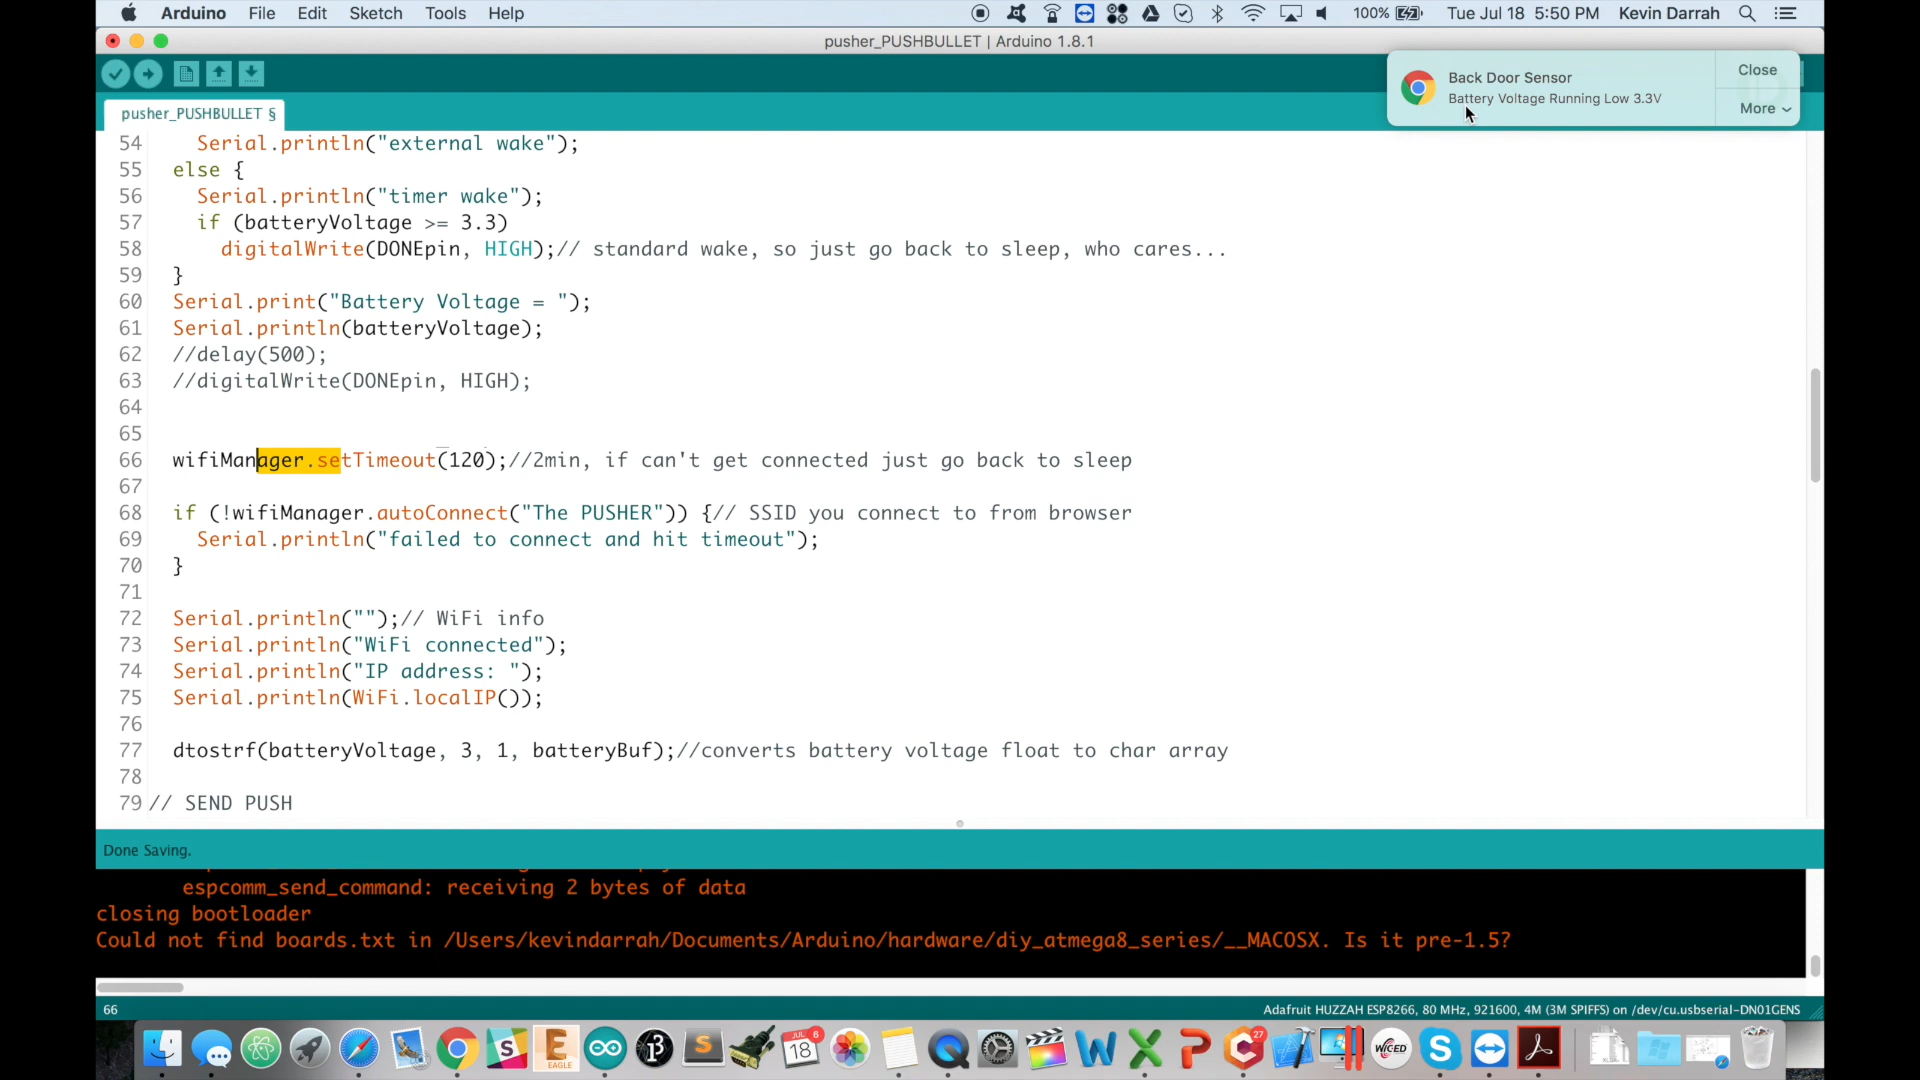 Arduino File Edit Sketch Tools Help 100% Tue Jul 18 5:50 PM Kevin Darrah
pusher_PUSHBULLET | Arduino 1.8.1
Back Door Sensor
Battery Voltage Running Low 3.3V
Close
More
pusher_PUSHBULLET §
54 Serial.println("external wake");
55 else {
56 Serial.println("timer wake");
57 if (batteryVoltage >= 3.3)
58 digitalWrite(DONEpin, HIGH);// standard wake, so just go back to sleep, who cares...
59 }
60 Serial.print("Battery Voltage = ");
61 Serial.println(batteryVoltage);
62 //delay(500);
63 //digitalWrite(DONEpin, HIGH);
64
65
66 wifiManager.setTimeout(120);//2min, if can't get connected just go back to sleep
67
68 if (!wifiManager.autoConnect("The PUSHER")) {// SSID you connect to from browser
69 Serial.println("failed to connect and hit timeout");
70 }
71
72 Serial.println("");// WiFi info
73 Serial.println("WiFi connected");
74 Serial.println("IP address: ");
75 Serial.println(WiFi.localIP());
76
77 dtostrf(batteryVoltage, 3, 1, batteryBuf);//converts battery voltage float to char array
78
79 // SEND PUSH
Done Saving.
espcomm_send_command: receiving 2 bytes of data
closing bootloader
Could not find boards.txt in /Users/kevindarrah/Documents/Arduino/hardware/diy_atmega8_series/__MACOSX. Is it pre-1.5?
66
Adafruit HUZZAH ESP8266, 80 MHz, 921600, 4M (3M SPIFFS) on /dev/cu.usbserial-DN01GENS
EAGLE
JUL 18
6
27
WICED